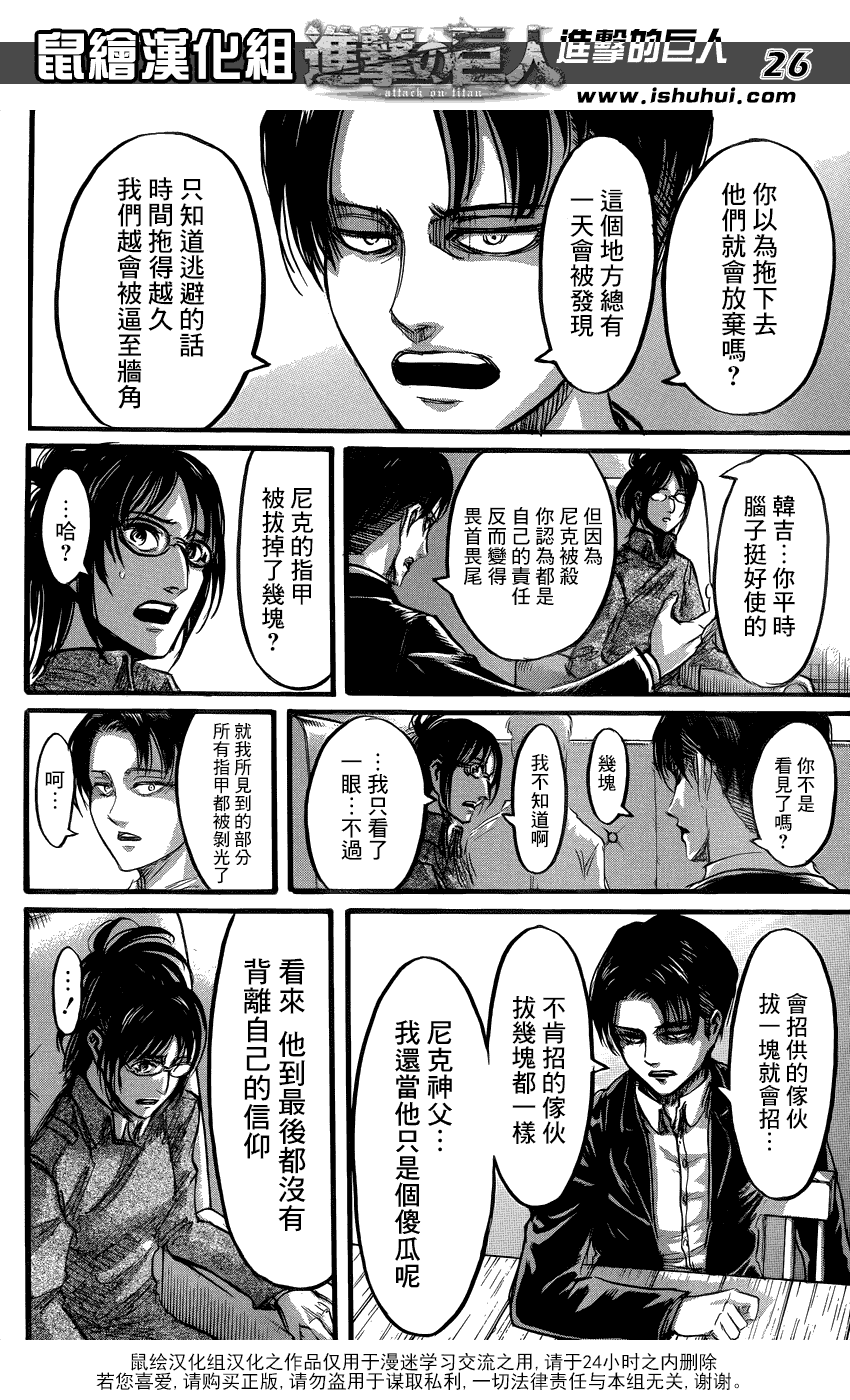 鼠繪漢化組
進撃の巨人
attack on titan
進擊的巨人
26
www.ishuhui.com
你以為拖下去
他們就會放棄嗎?
這個地方總有
一天會被發現
只知道逃避的話
時間拖得越久
我們越會被逼至牆角
韓吉…你平時
腦子挺好使的
但因為
尼克被殺
你認為都是
自己的責任
反而變得
畏首畏尾
尼克的指甲
被拔掉了幾塊?
…哈?
你不是
看見了嗎?
幾塊
我不知道啊
…我只看了
一眼…不過
就我所見到的部分
所有指甲都被剝光了
呵…
會招供的傢伙
拔一塊就會招…
不肯招的傢伙
拔幾塊都一樣
尼克神父…
我還當他只是個傻瓜呢
看來 他到最後都沒有
背離自己的信仰
…!
鼠绘汉化组汉化之作品仅用于漫迷学习交流之用, 请于24小时之内删除
若您喜爱, 请购买正版, 请勿盗用于谋取私利, 一切法律责任与本组无关, 谢谢.